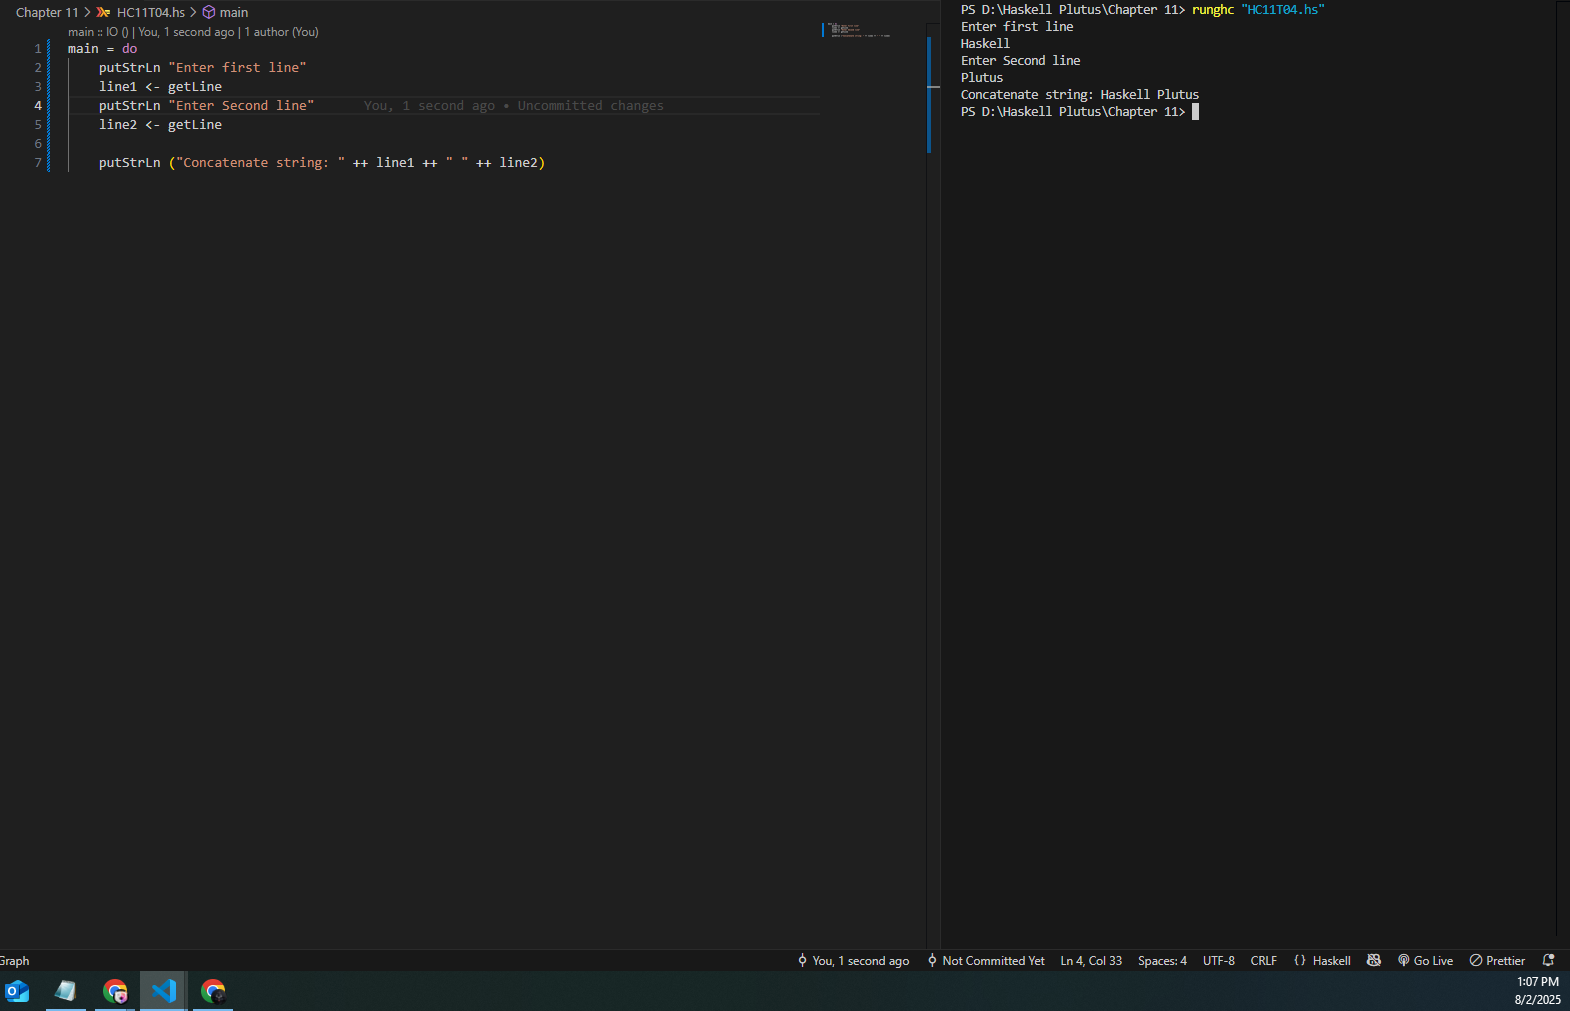 Chapter 11 > HC11T04.hs > main
main :: IO () | You, 1 second ago | 1 author (You)
1 main = do
2 putStrLn "Enter first line"
3 line1 <- getLine
4 putStrLn "Enter Second line" You, 1 second ago • Uncommitted changes
5 line2 <- getLine
6
7 putStrLn ("Concatenate string: " ++ line1 ++ " " ++ line2)
PS D:\Haskell Plutus\Chapter 11> runghc "HC11T04.hs"
Enter first line
Haskell
Enter Second line
Plutus
Concatenate string: Haskell Plutus
PS D:\Haskell Plutus\Chapter 11>
Graph You, 1 second ago Not Committed Yet Ln 4, Col 33 Spaces: 4 UTF-8 CRLF {} Haskell Go Live Prettier
1:07 PM
8/2/2025